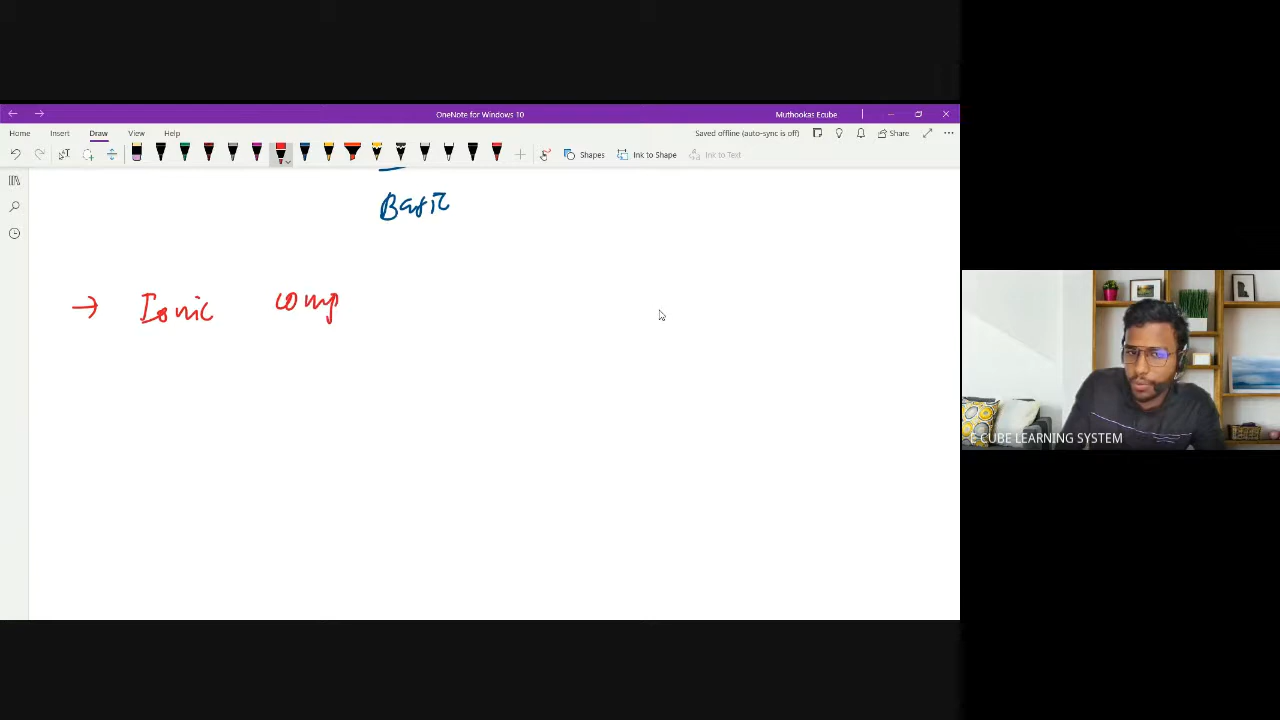 OneNote for Windows 10
Muthookas Ecube
Home Insert Draw View Help
Saved offline (auto-sync is off)
Share
Shapes
Ink to Shape
Ink to Text
Basic
→ Ionic comp
E CUBE LEARNING SYSTEM